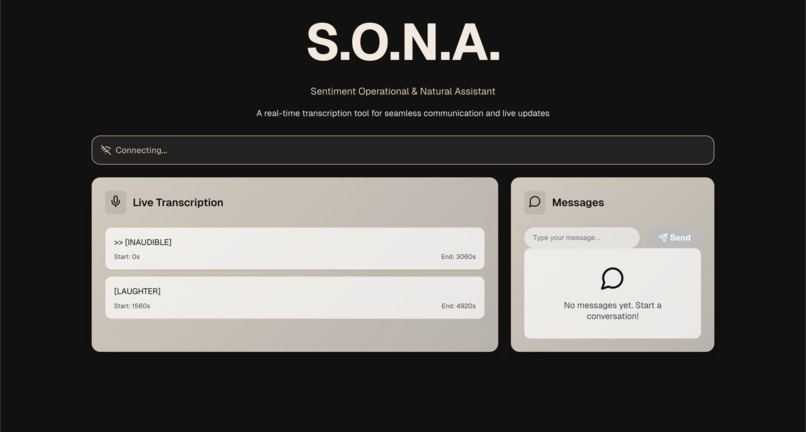 S.O.N.A.
Sentiment Operational & Natural Assistant
A real-time transcription tool for seamless communication and live updates
Connecting...
Live Transcription
>> [INAUDIBLE]
Start: 0s
End: 3060s
[LAUGHTER]
Start: 1560s
End: 4920s
Messages
Type your message...
Send
No messages yet. Start a
conversation!